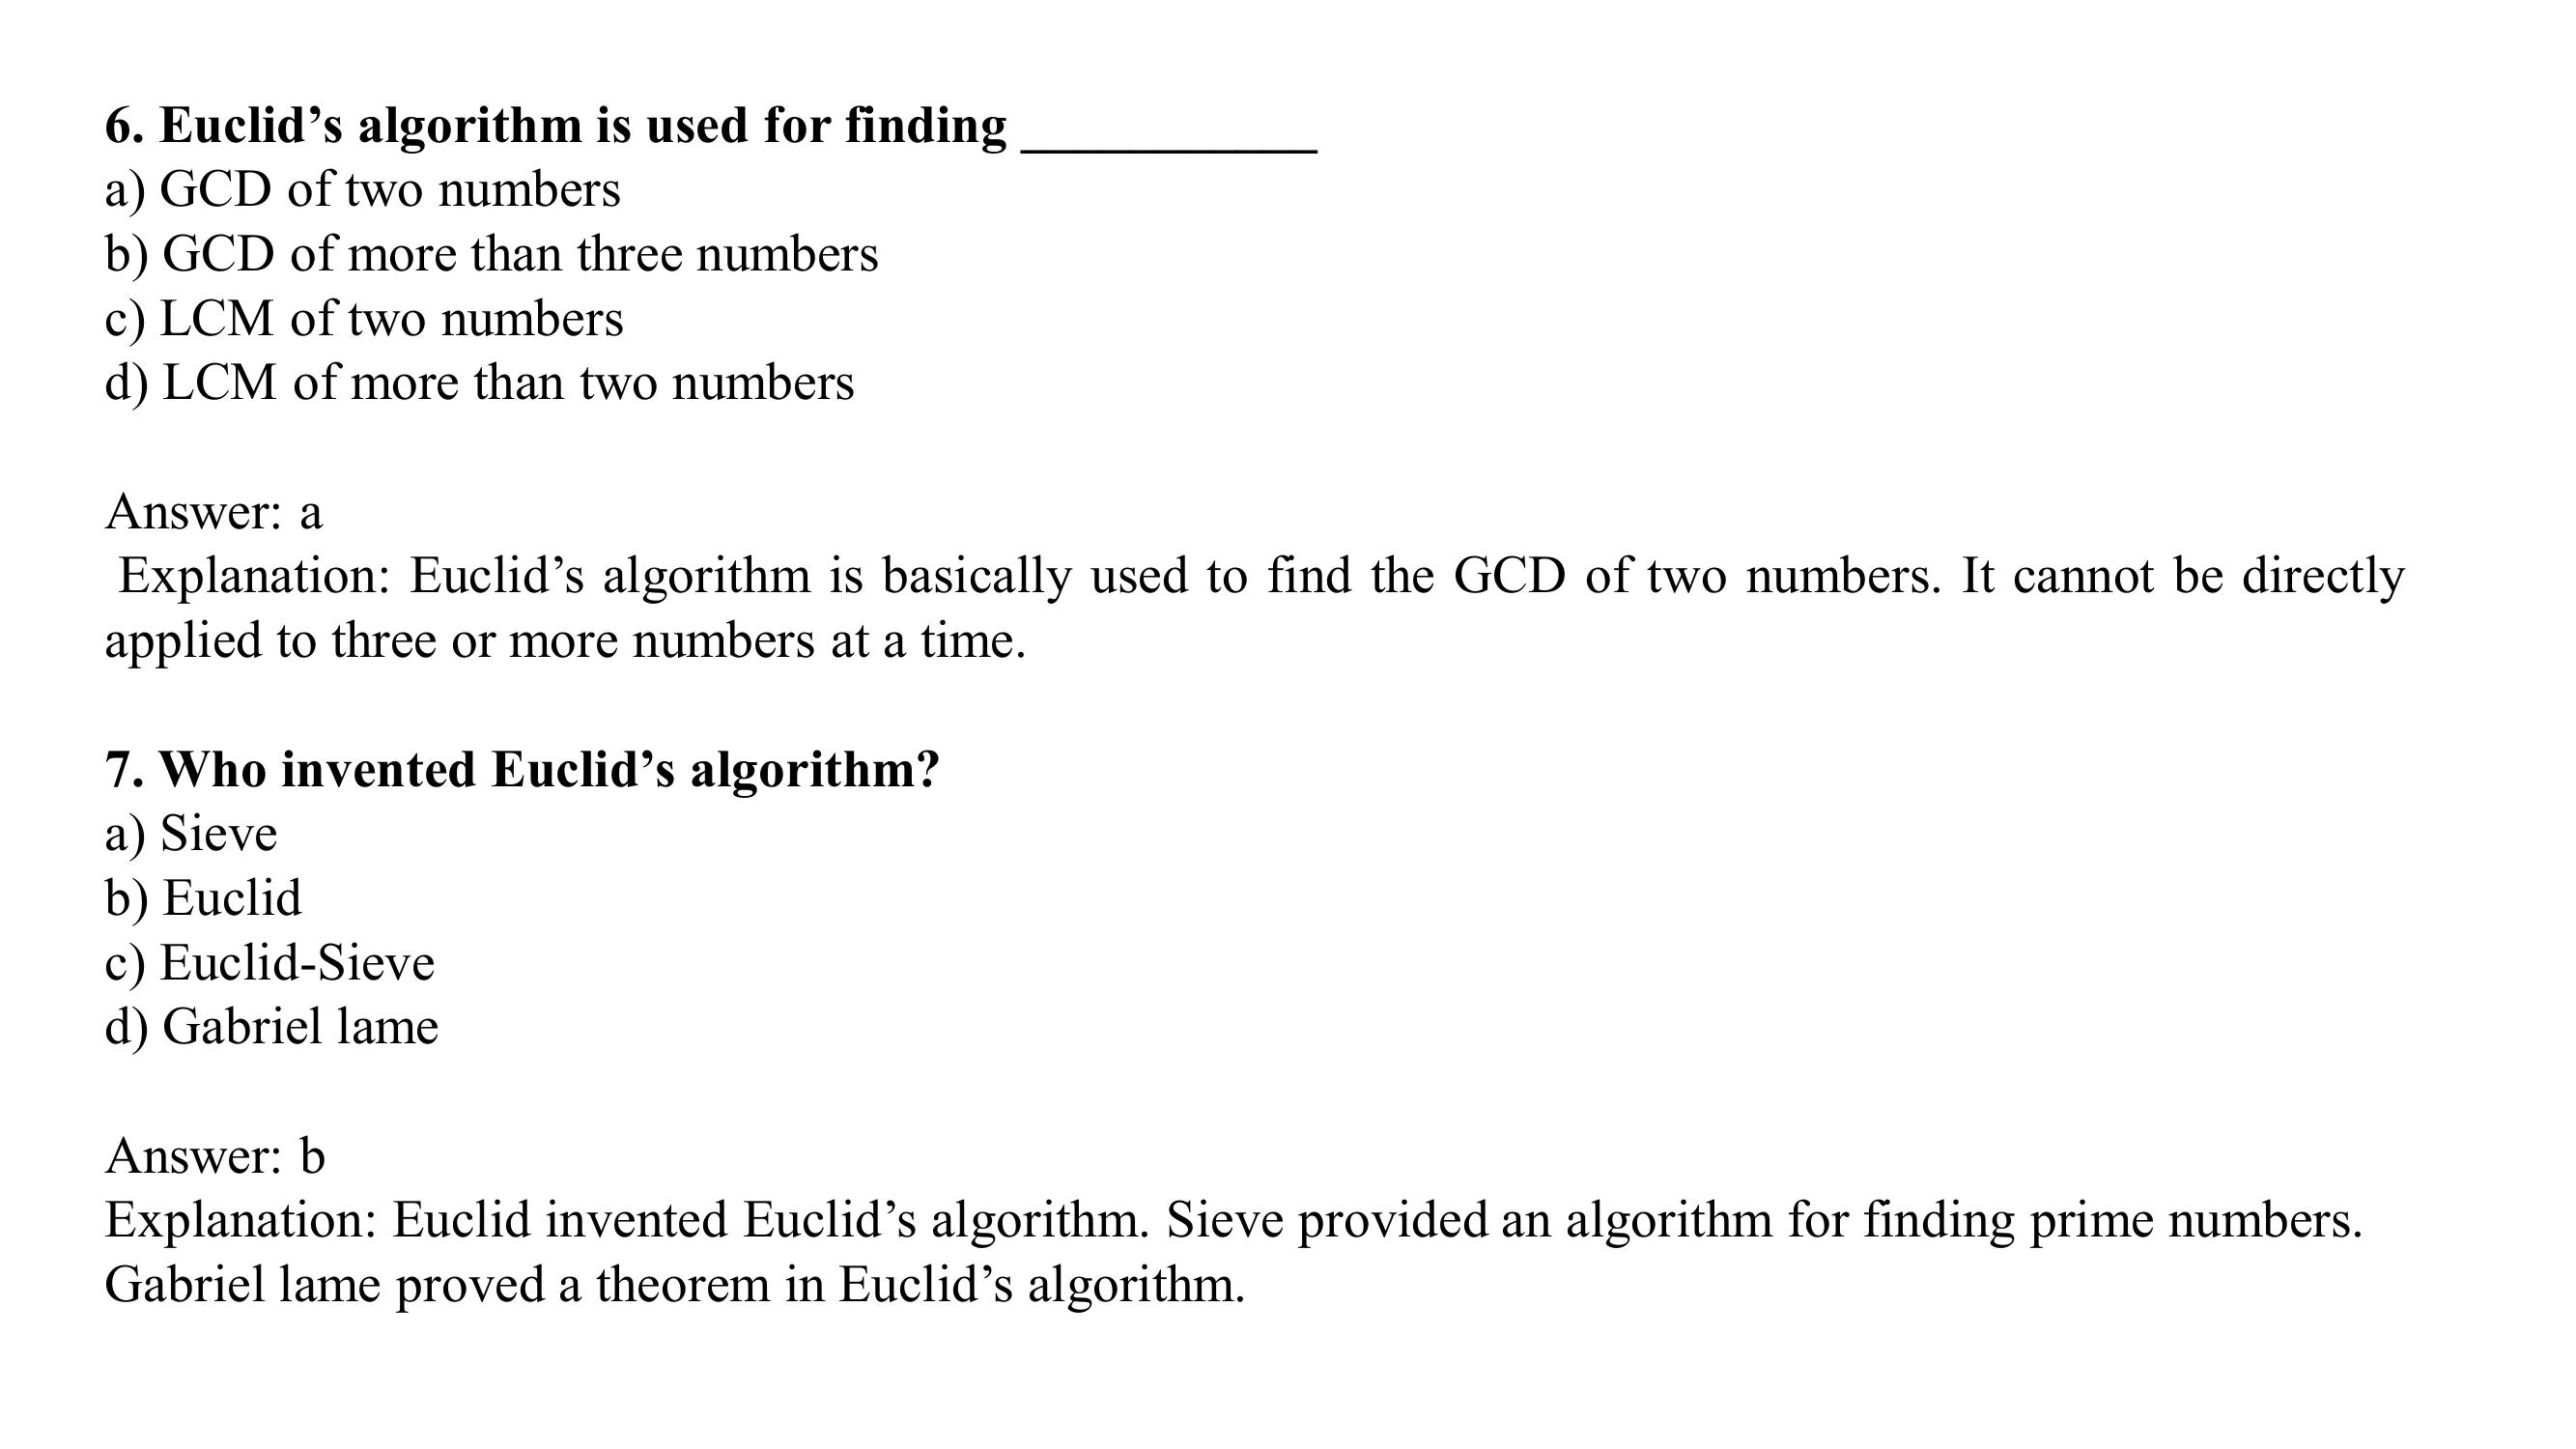 6. Euclid’s algorithm is used for finding ___________
a) GCD of two numbers
b) GCD of more than three numbers
c) LCM of two numbers
d) LCM of more than two numbers
Answer: a
Explanation: Euclid’s algorithm is basically used to find the GCD of two numbers. It cannot be directly
applied to three or more numbers at a time.
7. Who invented Euclid’s algorithm?
a) Sieve
b) Euclid
c) Euclid-Sieve
d) Gabriel lame
Answer: b
Explanation: Euclid invented Euclid’s algorithm. Sieve provided an algorithm for finding prime numbers.
Gabriel lame proved a theorem in Euclid’s algorithm.